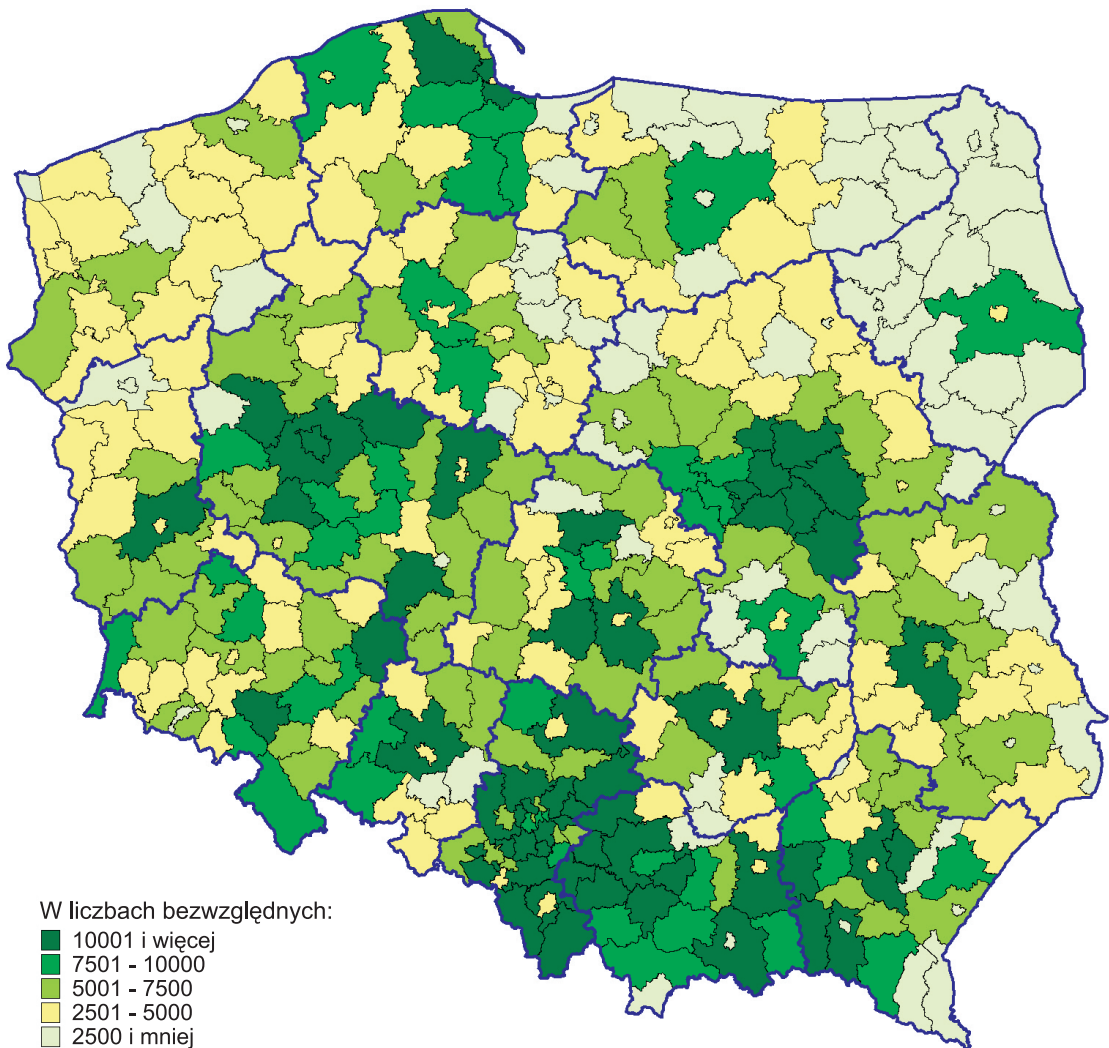 W liczbach bezwzględnych:
10001 i więcej
7501 - 10000
5001 - 7500
2501 - 5000
2500 i mniej